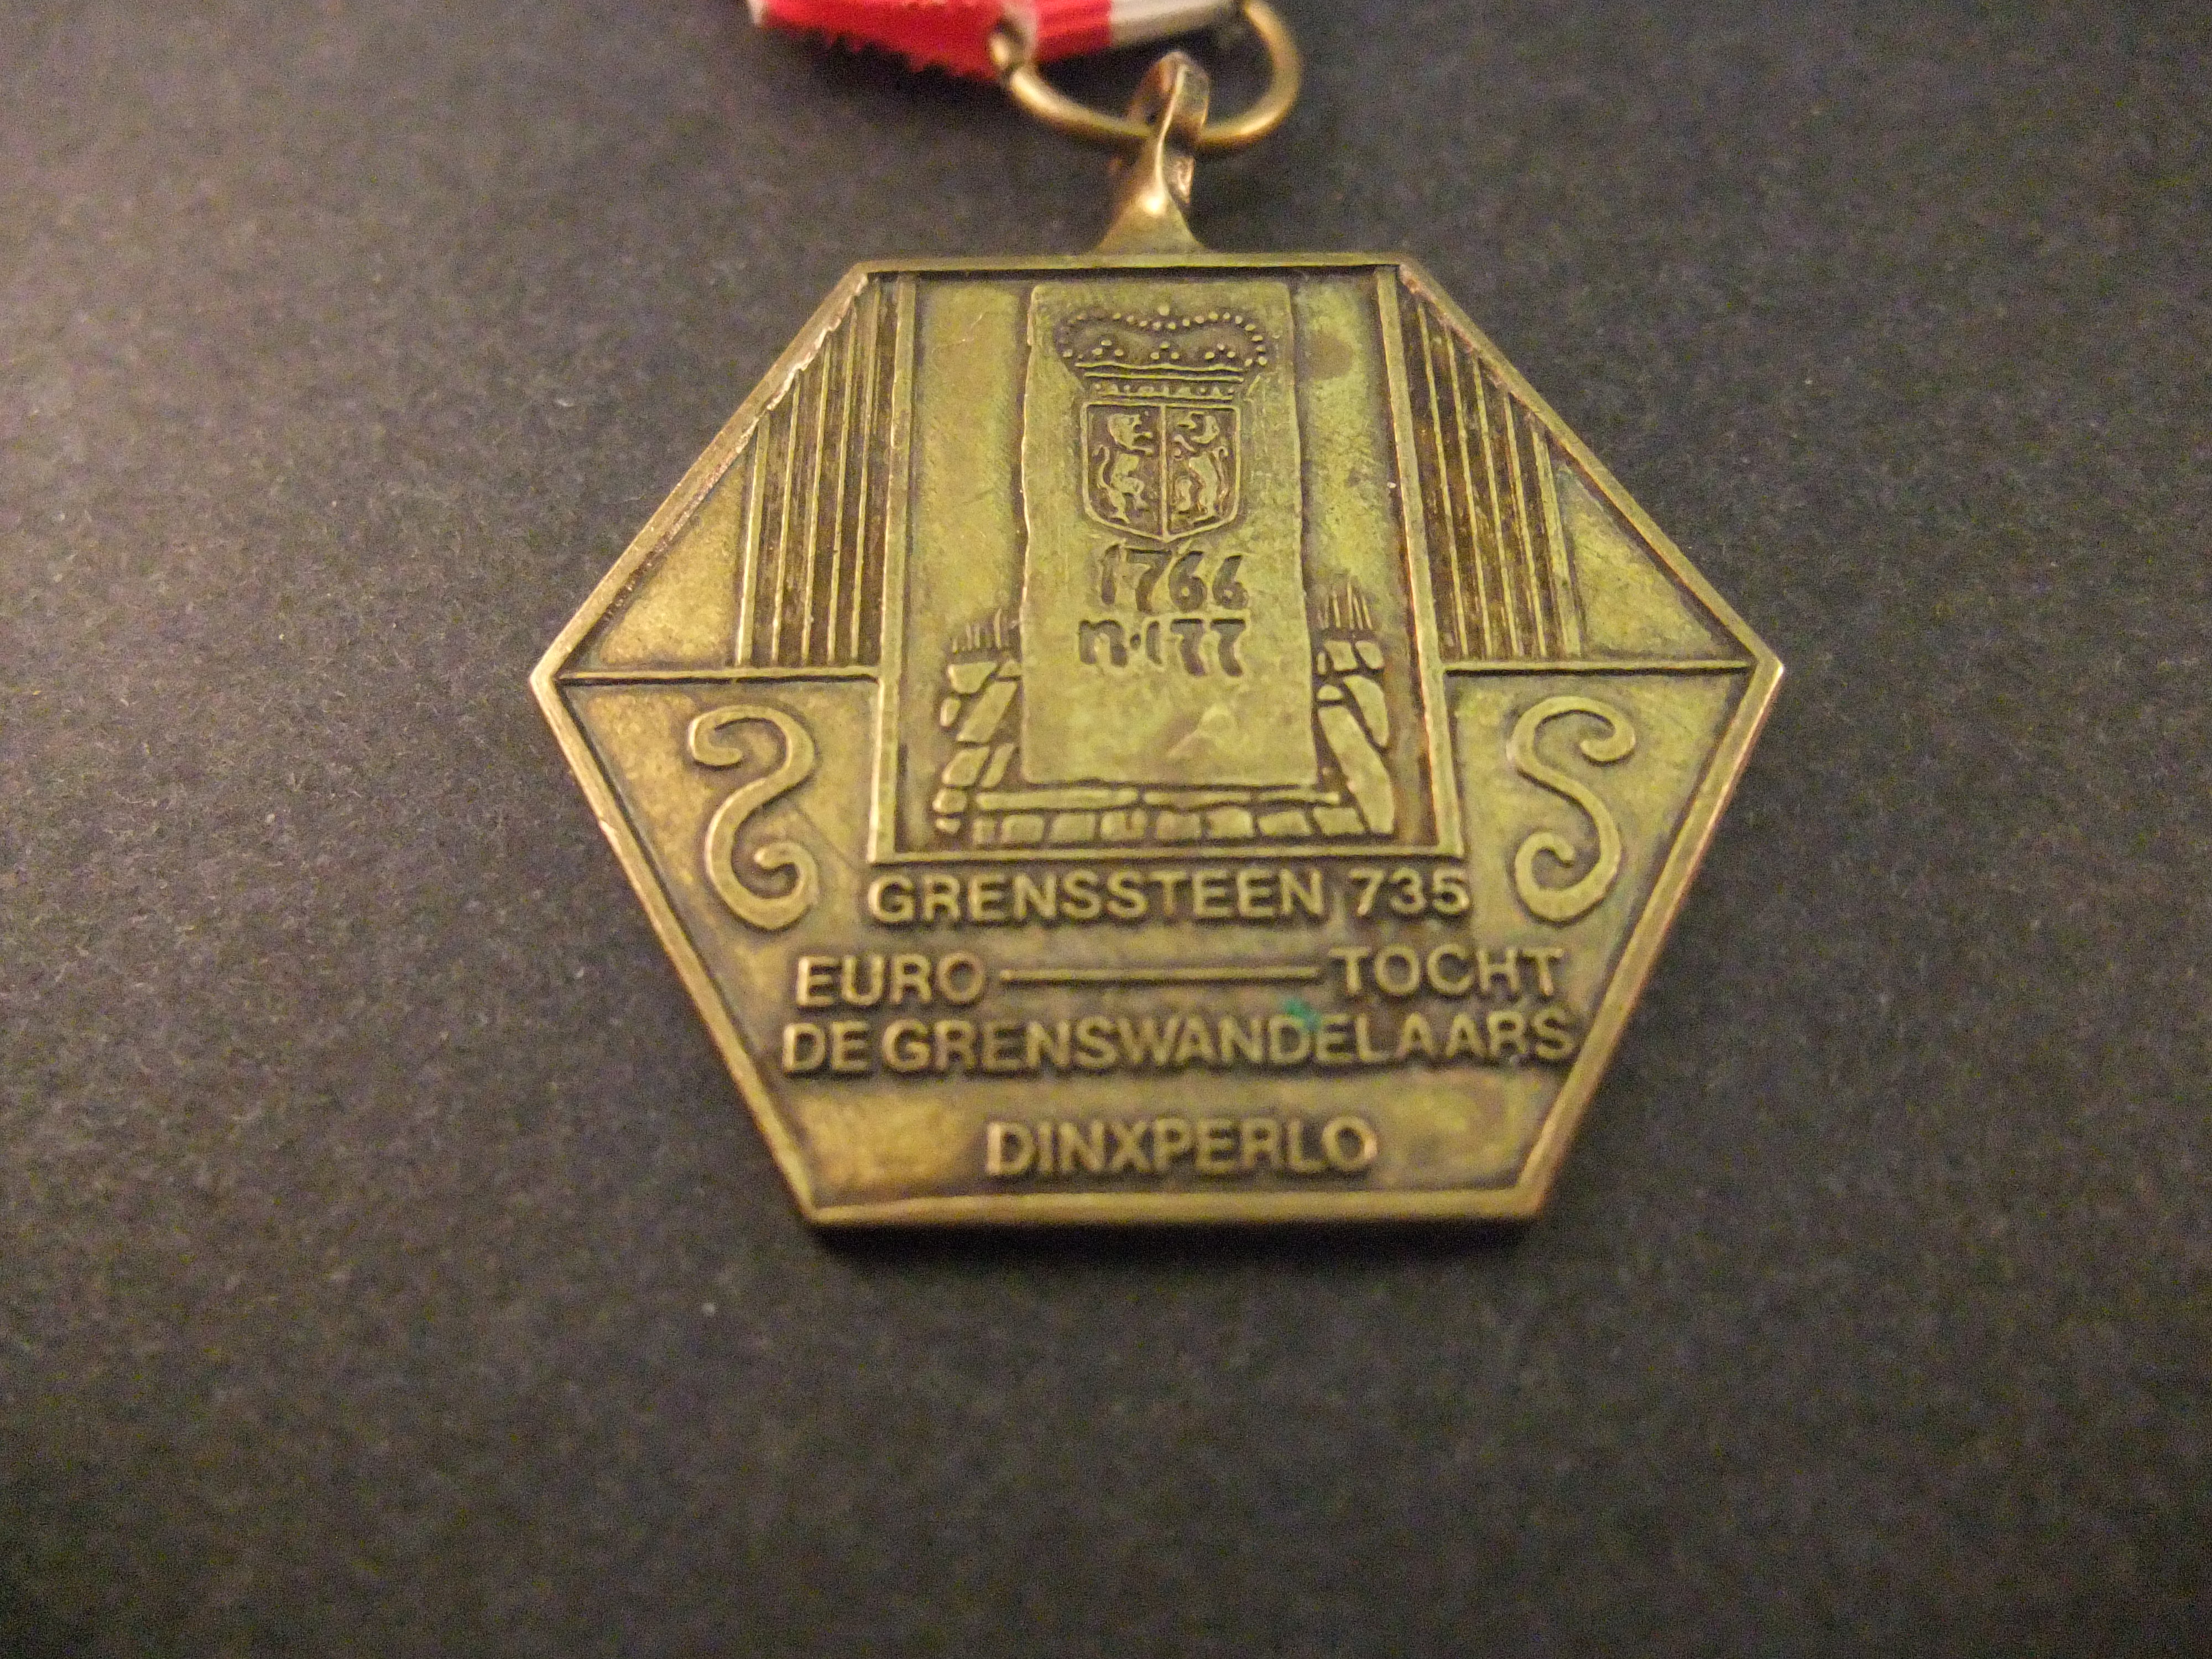 1766
n·177
GRENSSTEEN 735
EURO — TOCHT
DE GRENSWANDELAARS
DINXPERLO